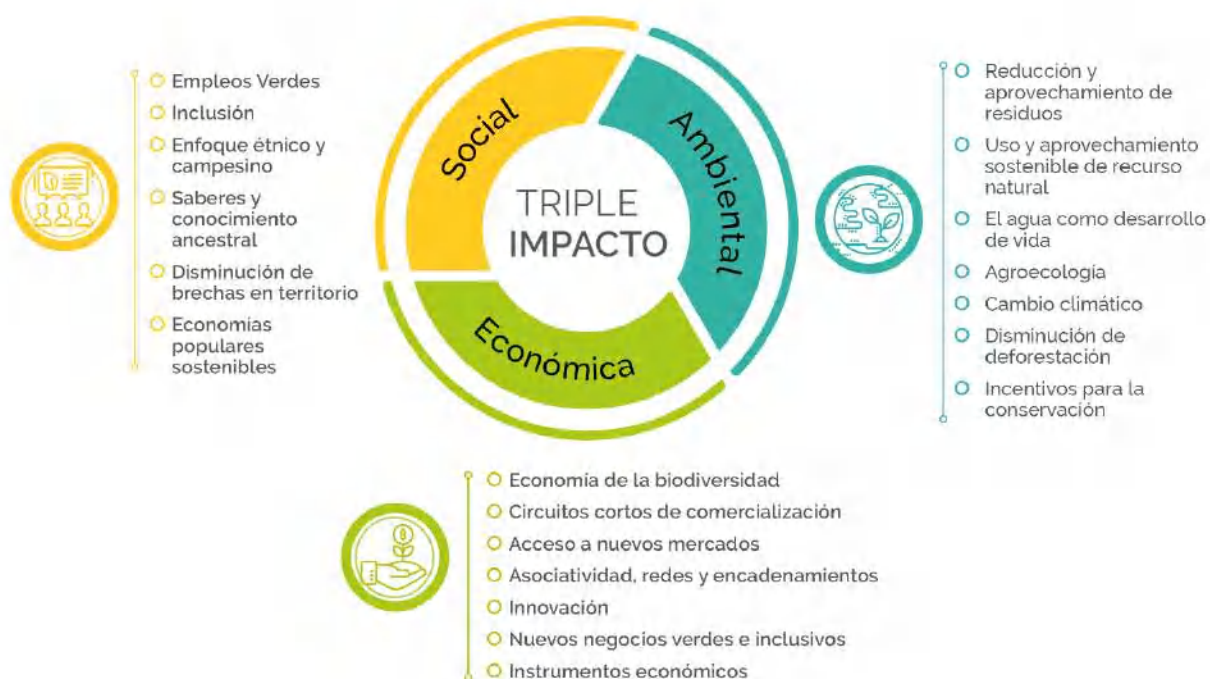 TRIPLE
IMPACTO
Social
Empleos Verdes
Inclusión
Enfoque étnico y
campesino
Saberes y
conocimiento
ancestral
Disminución de
brechas en territorio
Economías
populares
sostenibles
Ambiental
Reducción y
aprovechamiento de
residuos
Uso y aprovechamiento
sostenible de recurso
natural
El agua como desarrollo
de vida
Agroecología
Cambio climático
Disminución de
deforestación
Incentivos para la
conservación
Económica
Economía de la biodiversidad
Circuitos cortos de comercialización
Acceso a nuevos mercados
Asociatividad, redes y encadenamientos
Innovación
Nuevos negocios verdes e inclusivos
Instrumentos económicos